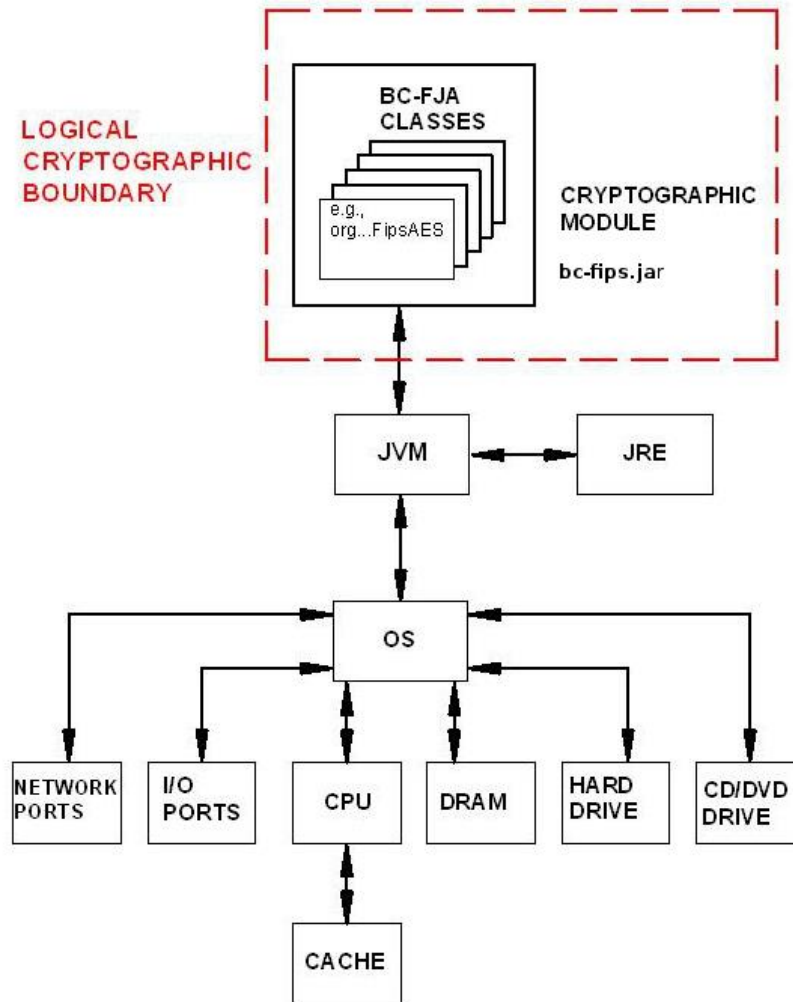 LOGICAL
CRYPTOGRAPHIC
BOUNDARY
BC-FJA
CLASSES
e.g.,
org...FipsAES
CRYPTOGRAPHIC
MODULE
bc-fips.jar
JVM
JRE
OS
NETWORK
PORTS
I/O
PORTS
CPU
DRAM
HARD
DRIVE
CD/DVD
DRIVE
CACHE